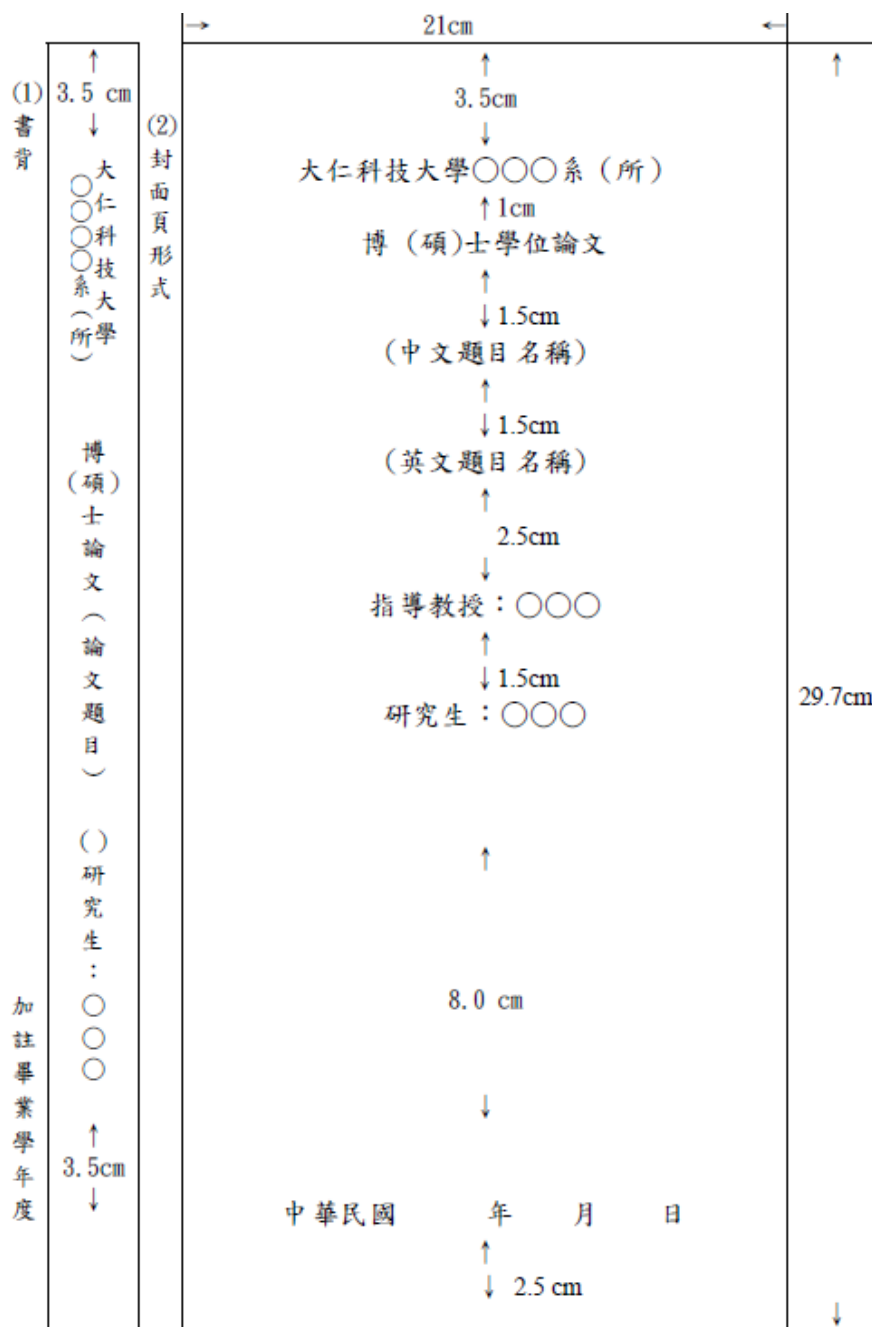 (1)書背
3.5 cm
大仁科技大學
○○○○系(所)
博(碩)士論文(論文題目)
()研究生：○○○
3.5cm
加註畢業學年度
(2)封面頁形式
21cm
3.5cm
大仁科技大學○○○系（所）
1cm
博（碩)士學位論文
1.5cm
(中文題目名稱)
1.5cm
(英文題目名稱)
2.5cm
指導教授：○○○
1.5cm
研究生：○○○
8.0 cm
中華民國 年 月 日
2.5 cm
29.7cm